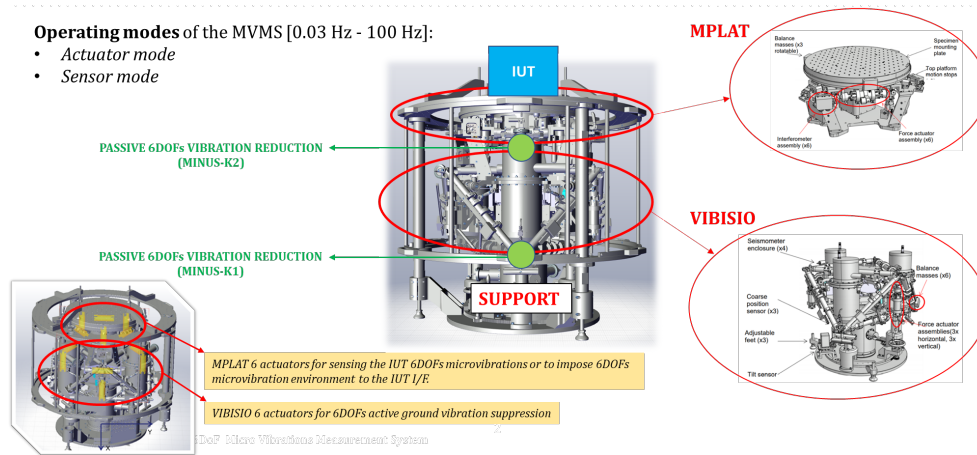 Operating modes of the MVMS [0.03 Hz - 100 Hz]:
• Actuator mode
• Sensor mode
IUT
PASSIVE 6DOFs VIBRATION REDUCTION
(MINUS-K2)
PASSIVE 6DOFs VIBRATION REDUCTION
(MINUS-K1)
SUPPORT
MPLAT
Balance
masses (x3
rotatable)
Specimen
mounting
plate
Top platform
motion stops
Interferometer
assembly (x6)
Force actuator
assembly (x6)
VIBISIO
Seismometer
enclosure (x4)
Balance
masses (x6)
Coarse
position
sensor (x3)
Force actuator
assemblies(3x
horizontal, 3x
vertical)
Adjustable
feet (x3)
Tilt sensor
MPLAT 6 actuators for sensing the IUT 6DOFs microvibrations or to impose 6DOFs
microvibration environment to the IUT I/F.
VIBISIO 6 actuators for 6DOFs active ground vibration suppression
Y
X
Z
DoF Micro Vibrations Measurement System